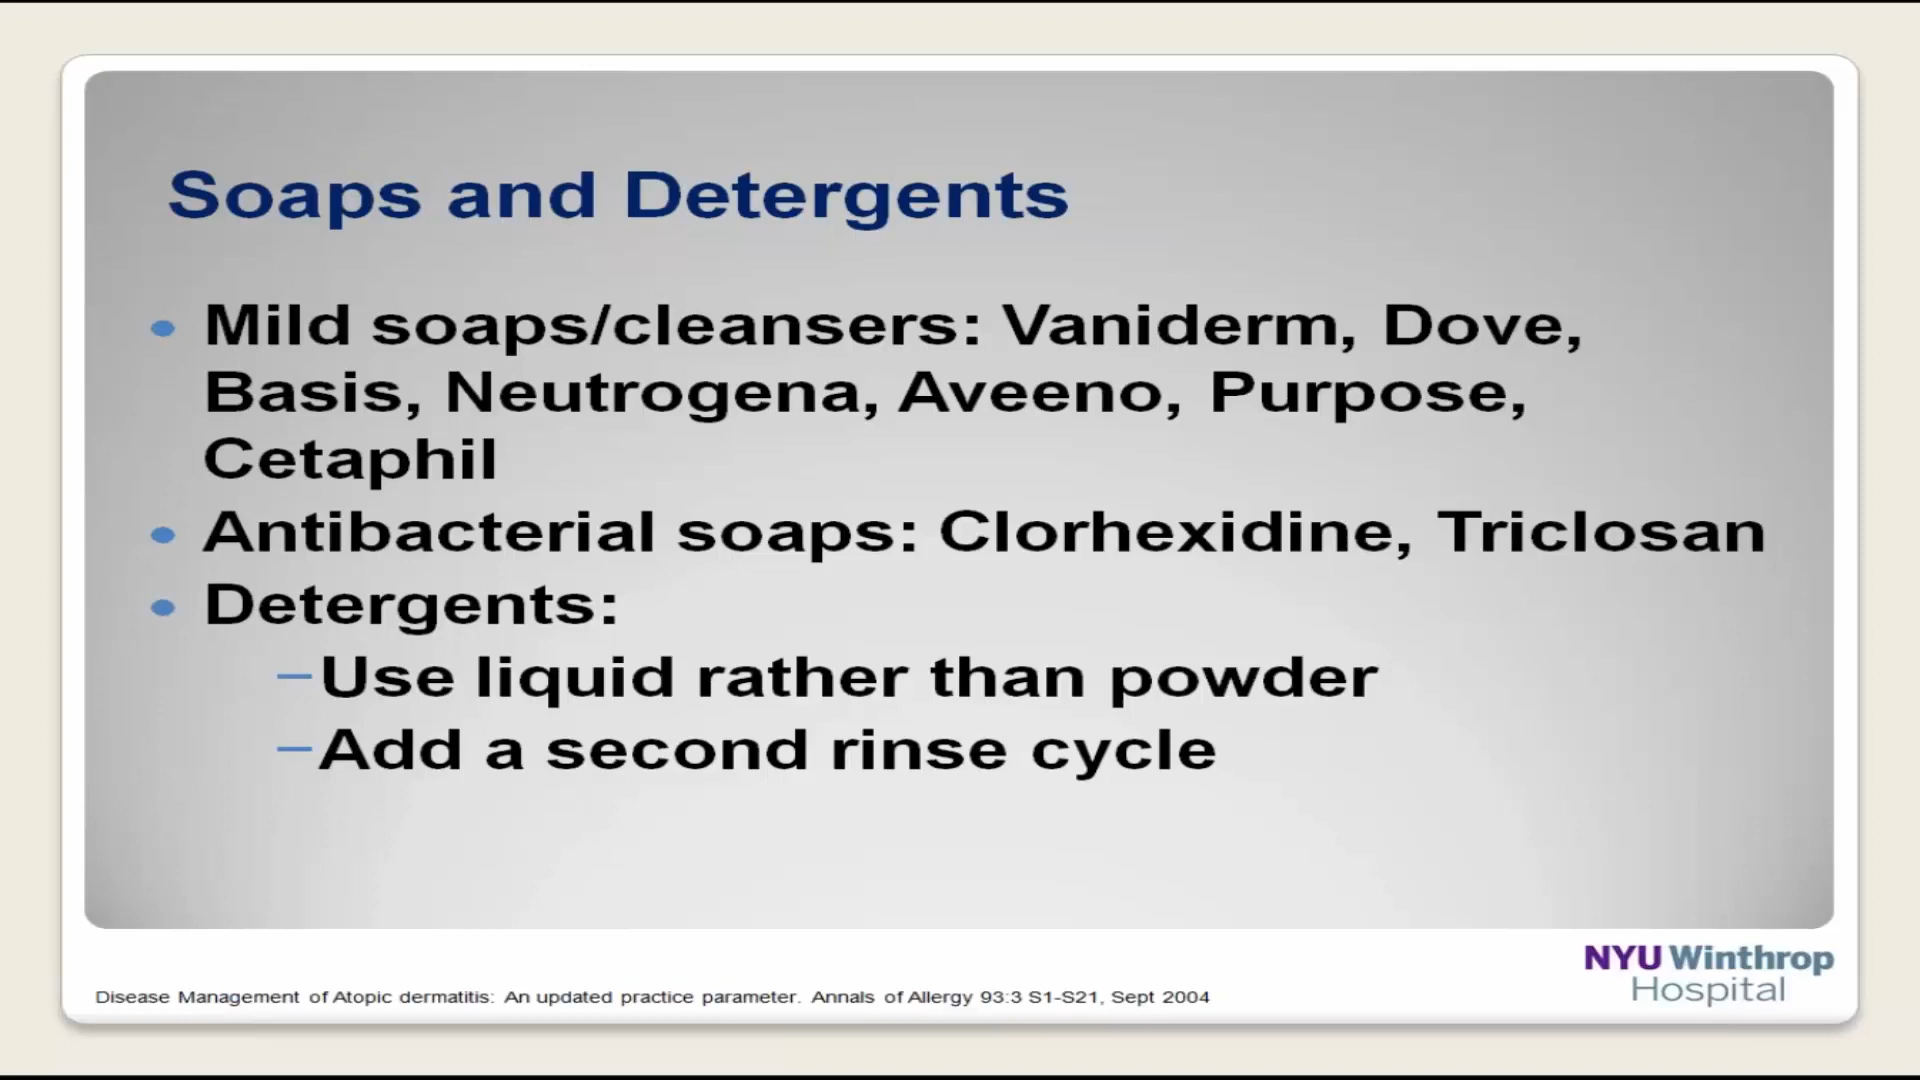 Soaps and Detergents
• Mild soaps/cleansers: Vaniderm, Dove,
Basis, Neutrogena, Aveeno, Purpose,
Cetaphil
• Antibacterial soaps: Clorhexidine, Triclosan
• Detergents:
–Use liquid rather than powder
–Add a second rinse cycle
Disease Management of Atopic dermatitis: An updated practice parameter. Annals of Allergy 93:3 S1-S21, Sept 2004
NYU Winthrop
Hospital